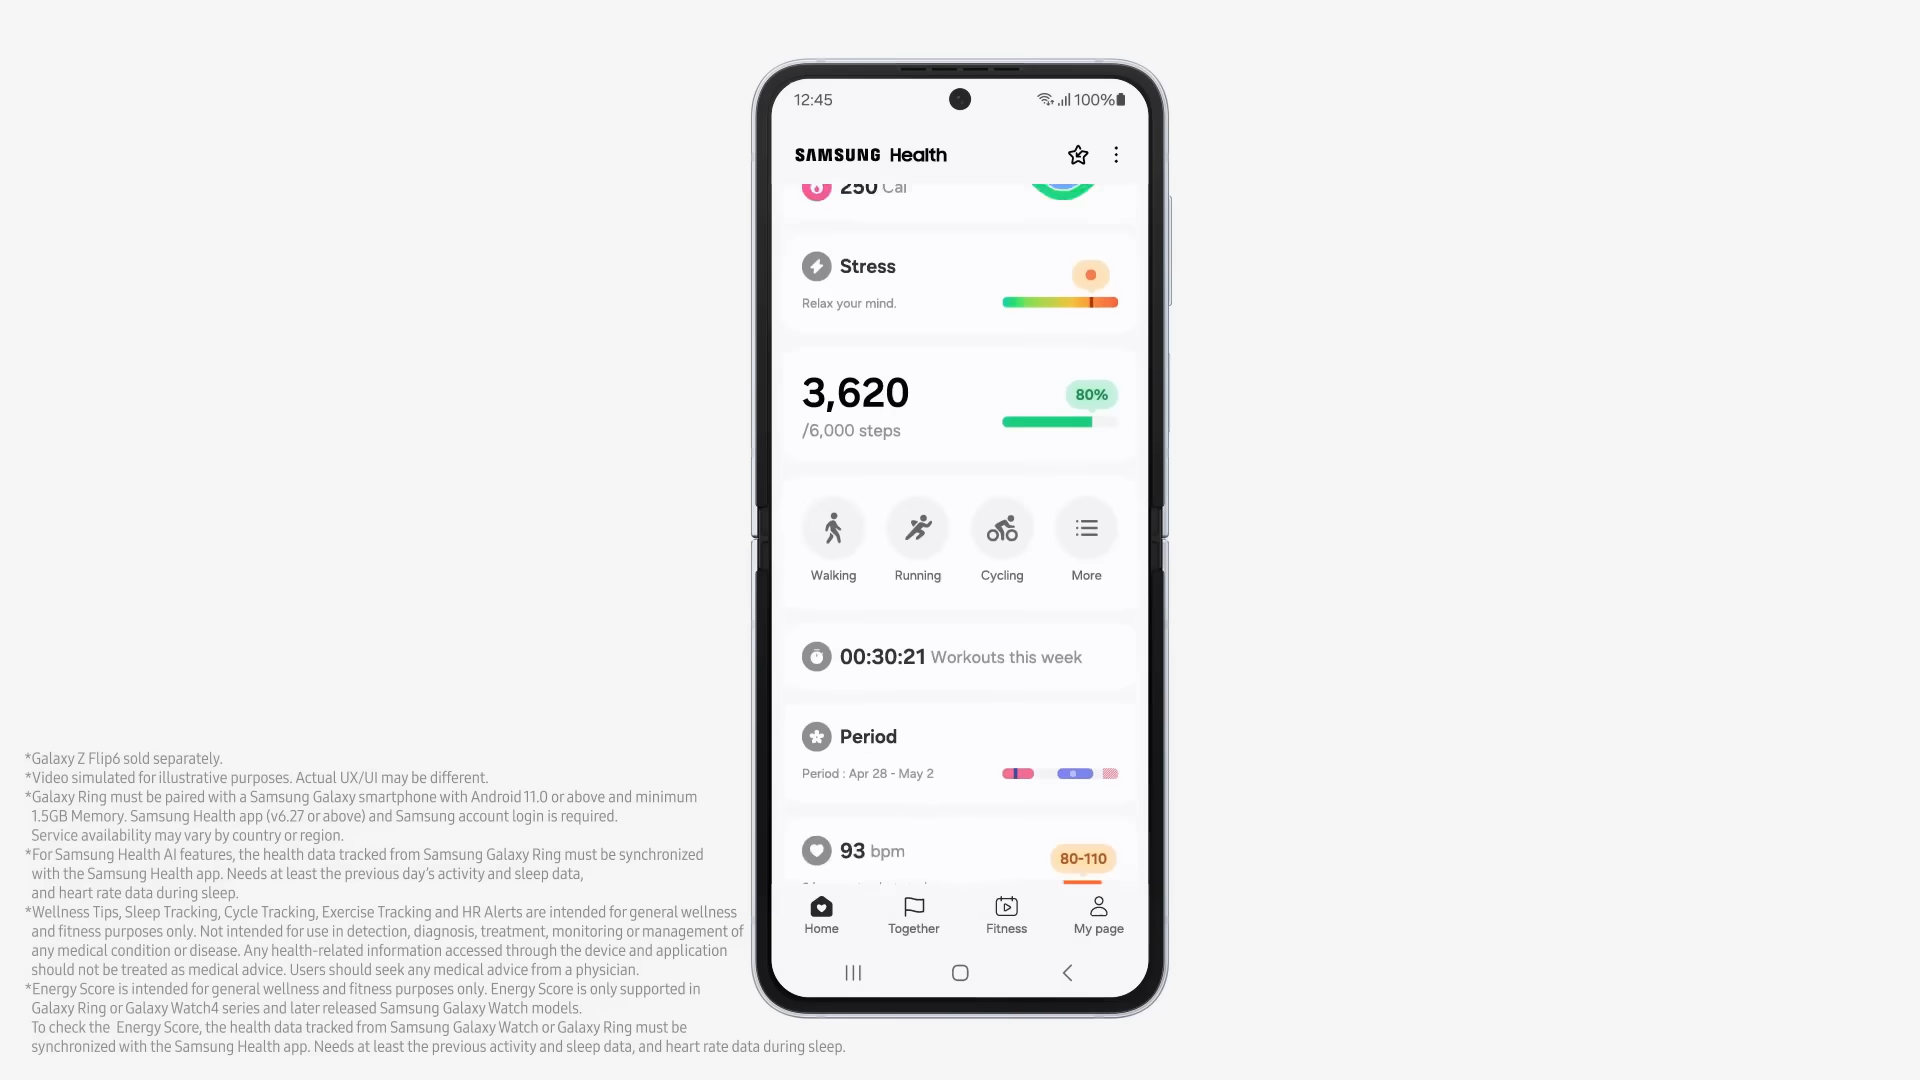 12:45
100%
SAMSUNG Health
250 Cal
Stress
Relax your mind.
3,620
80%
/6,000 steps
Walking
Running
Cycling
More
00:30:21 Workouts this week
Period
Period : Apr 28 - May 2
93 bpm
80-110
Home
Together
Fitness
My page
*Galaxy Z Flip6 sold separately.
*Video simulated for illustrative purposes. Actual UX/UI may be different.
*Galaxy Ring must be paired with a Samsung Galaxy smartphone with Android 11.0 or above and minimum
1.5GB Memory. Samsung Health app (v6.27 or above) and Samsung account login is required.
Service availability may vary by country or region.
*For Samsung Health AI features, the health data tracked from Samsung Galaxy Ring must be synchronized
with the Samsung Health app. Needs at least the previous day's activity and sleep data,
and heart rate data during sleep.
*Wellness Tips, Sleep Tracking, Cycle Tracking, Exercise Tracking and HR Alerts are intended for general wellness
and fitness purposes only. Not intended for use in detection, diagnosis, treatment, monitoring or management of
any medical condition or disease. Any health-related information accessed through the device and application
should not be treated as medical advice. Users should seek any medical advice from a physician.
*Energy Score is intended for general wellness and fitness purposes only. Energy Score is only supported in
Galaxy Ring or Galaxy Watch4 series and later released Samsung Galaxy Watch models.
To check the Energy Score, the health data tracked from Samsung Galaxy Watch or Galaxy Ring must be
synchronized with the Samsung Health app. Needs at least the previous activity and sleep data, and heart rate data during sleep.